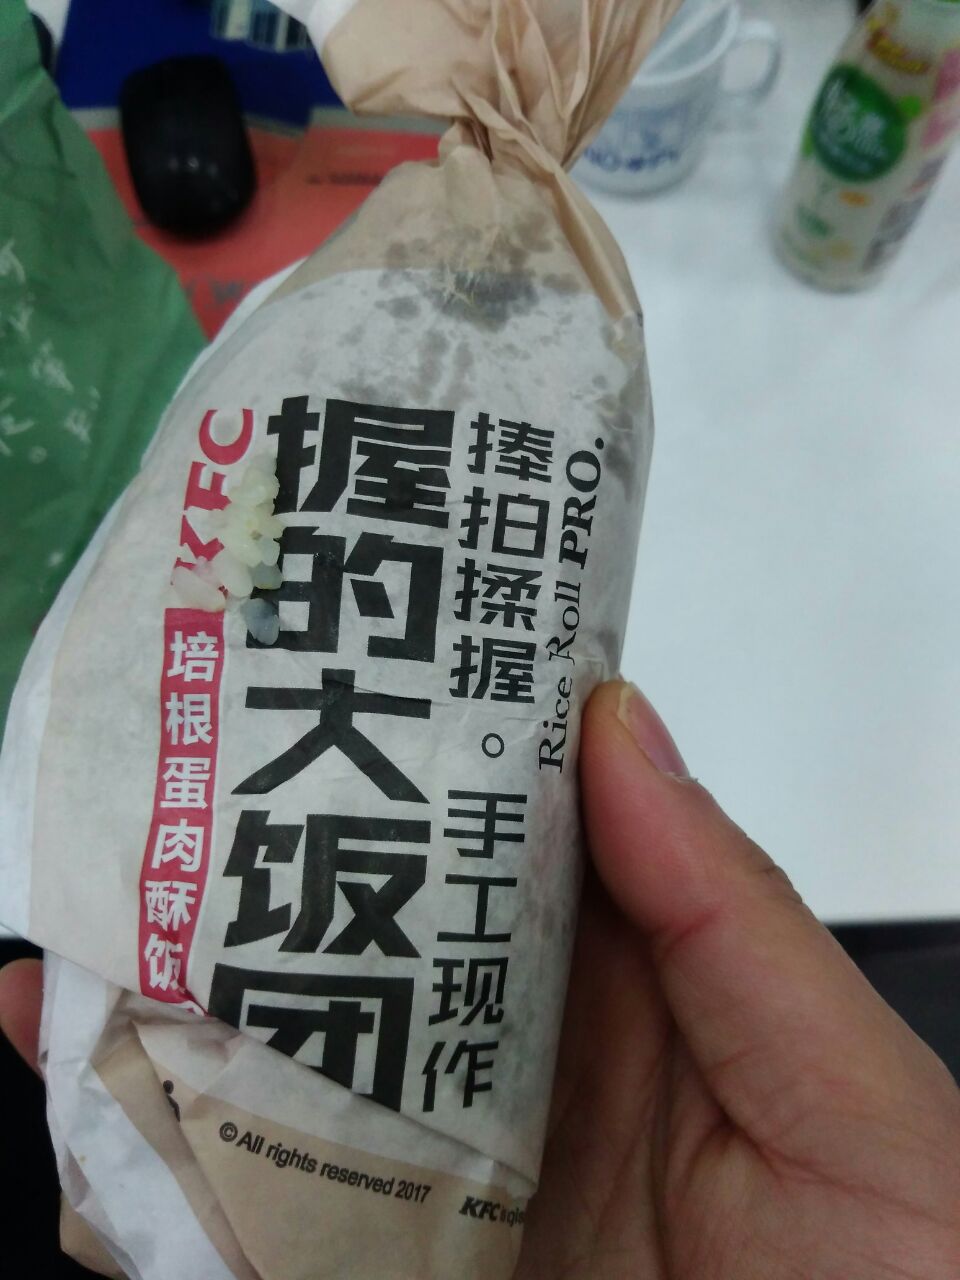 KFC
培根蛋肉酥饭
握的大饭团
捧拍揉握。手工现作
Rice Roll PRO.
© All rights reserved 2017
KFC